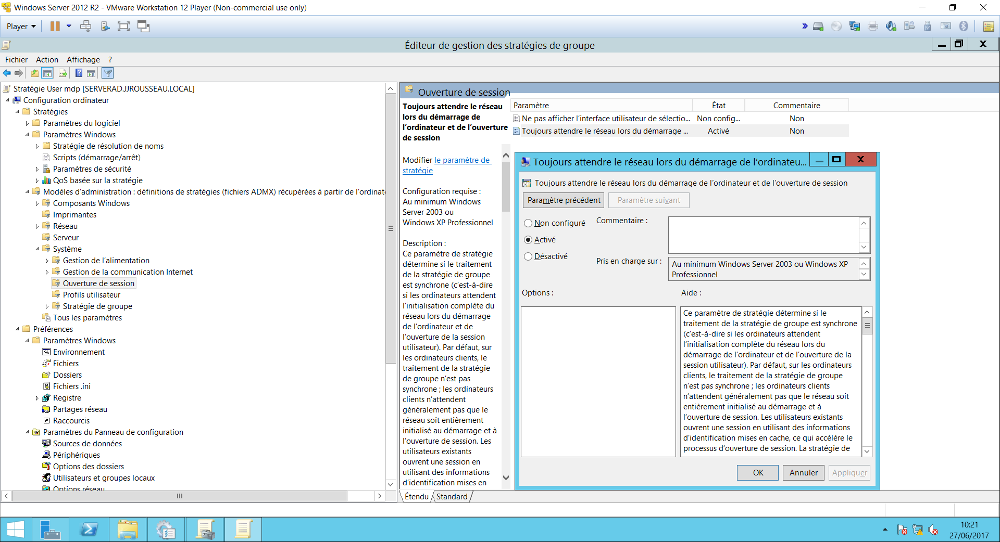 Windows Server 2012 R2 - VMware Workstation 12 Player (Non-commercial use only)
Player
Éditeur de gestion des stratégies de groupe
Fichier Action Affichage ?
Stratégie User mdp [SERVERAD.JJROUSSEAU.LOCAL]
Configuration ordinateur
Stratégies
Paramètres du logiciel
Paramètres Windows
Stratégie de résolution de noms
Scripts (démarrage/arrêt)
Paramètres de sécurité
QoS basée sur la stratégie
Modèles d'administration : définitions de stratégies (fichiers ADMX) récupérées à partir de l'ordinat
Composants Windows
Imprimantes
Réseau
Serveur
Système
Gestion de l'alimentation
Gestion de la communication Internet
Ouverture de session
Profils utilisateur
Stratégie de groupe
Tous les paramètres
Préférences
Paramètres Windows
Environnement
Fichiers
Dossiers
Fichiers .ini
Registre
Partages réseau
Raccourcis
Paramètres du Panneau de configuration
Sources de données
Périphériques
Options des dossiers
Utilisateurs et groupes locaux
Options réseau
Ouverture de session
Toujours attendre le réseau
lors du démarrage de
l'ordinateur et de l'ouverture
de session
Modifier le paramètre de
stratégie
Configuration requise :
Au minimum Windows
Server 2003 ou
Windows XP Professionnel
Description :
Ce paramètre de stratégie
détermine si le traitement
de la stratégie de groupe
est synchrone (c'est-à-dire
si les ordinateurs attendent
l'initialisation complète du
réseau lors du démarrage
de l'ordinateur et de
l'ouverture de la session
utilisateur). Par défaut, sur
les ordinateurs clients, le
traitement de la stratégie
de groupe n'est pas
synchrone ; les ordinateurs
clients n'attendent
généralement pas que le
réseau soit entièrement
initialisé au démarrage et à
l'ouverture de session. Les
utilisateurs existants
ouvrent une session en
utilisant des informations
d'identification mises en
Paramètre État Commentaire
Ne pas afficher l'interface utilisateur de sélectio... Non config... Non
Toujours attendre le réseau lors du démarrage ... Activé Non
Toujours attendre le réseau lors du démarrage de l'ordinateu...
Toujours attendre le réseau lors du démarrage de l'ordinateur et de l'ouverture de session
Paramètre précédent Paramètre suivant
Non configuré
Activé
Désactivé
Commentaire :
Pris en charge sur :
Au minimum Windows Server 2003 ou Windows XP
Professionnel
Options :
Aide :
Ce paramètre de stratégie détermine si le
traitement de la stratégie de groupe est synchrone
(c'est-à-dire si les ordinateurs attendent
l'initialisation complète du réseau lors du
démarrage de l'ordinateur et de l'ouverture de la
session utilisateur). Par défaut, sur les ordinateurs
clients, le traitement de la stratégie de groupe
n'est pas synchrone ; les ordinateurs clients
n'attendent généralement pas que le réseau soit
entièrement initialisé au démarrage et à
l'ouverture de session. Les utilisateurs existants
ouvrent une session en utilisant des informations
d'identification mises en cache, ce qui accélère le
processus d'ouverture de session. La stratégie de
OK Annuler Appliquer
Étendu Standard
10:21
27/06/2017